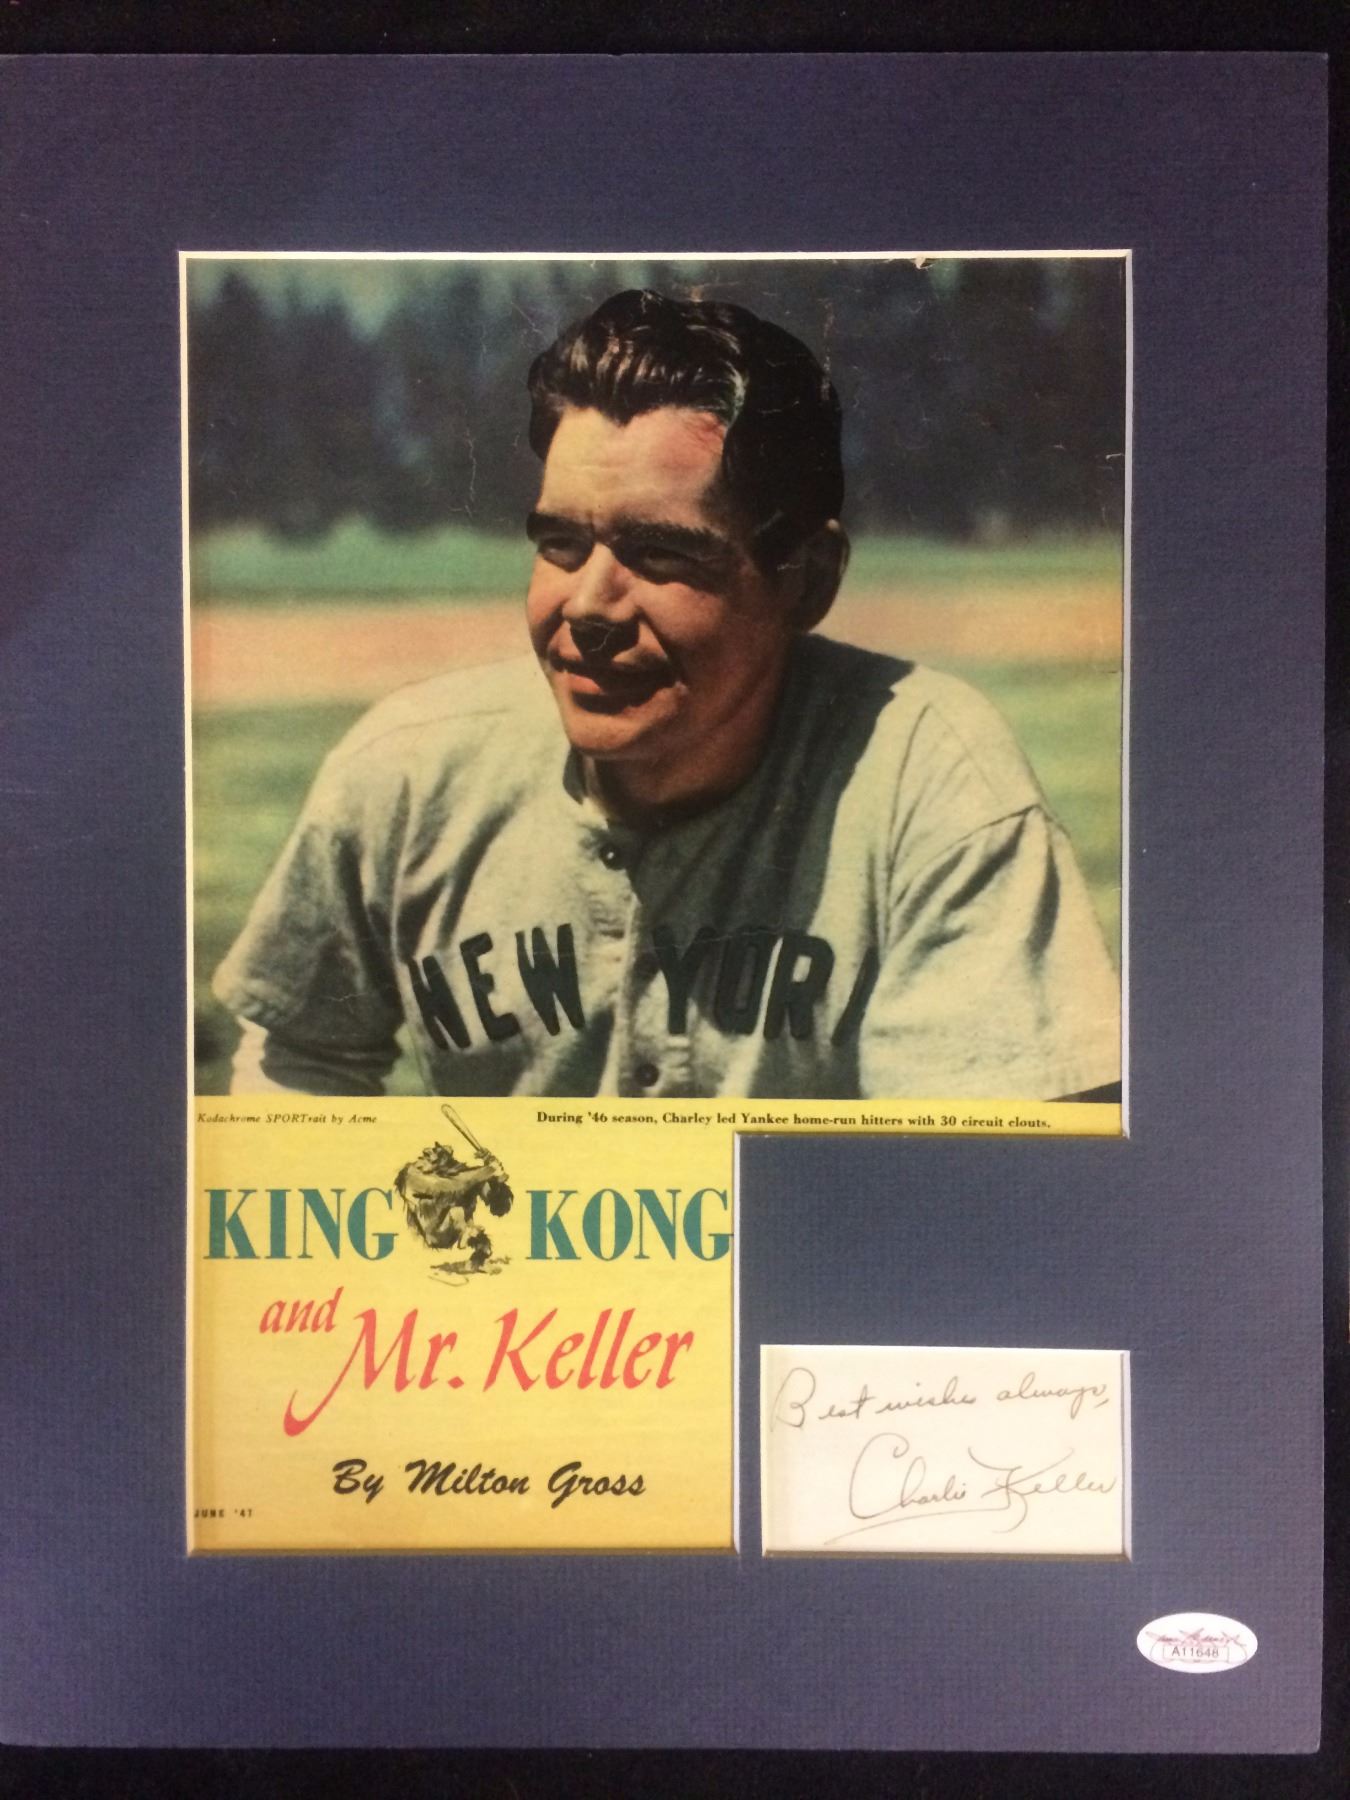 NEW YORK
Kodachrome SPORTrait by Acme
During '46 season, Charley led Yankee home-run hitters with 30 circuit clouts.
KING KONG
and Mr. Keller
By Milton Gross
JUNE '47
Best wishes always,
Charlie Keller
A11648